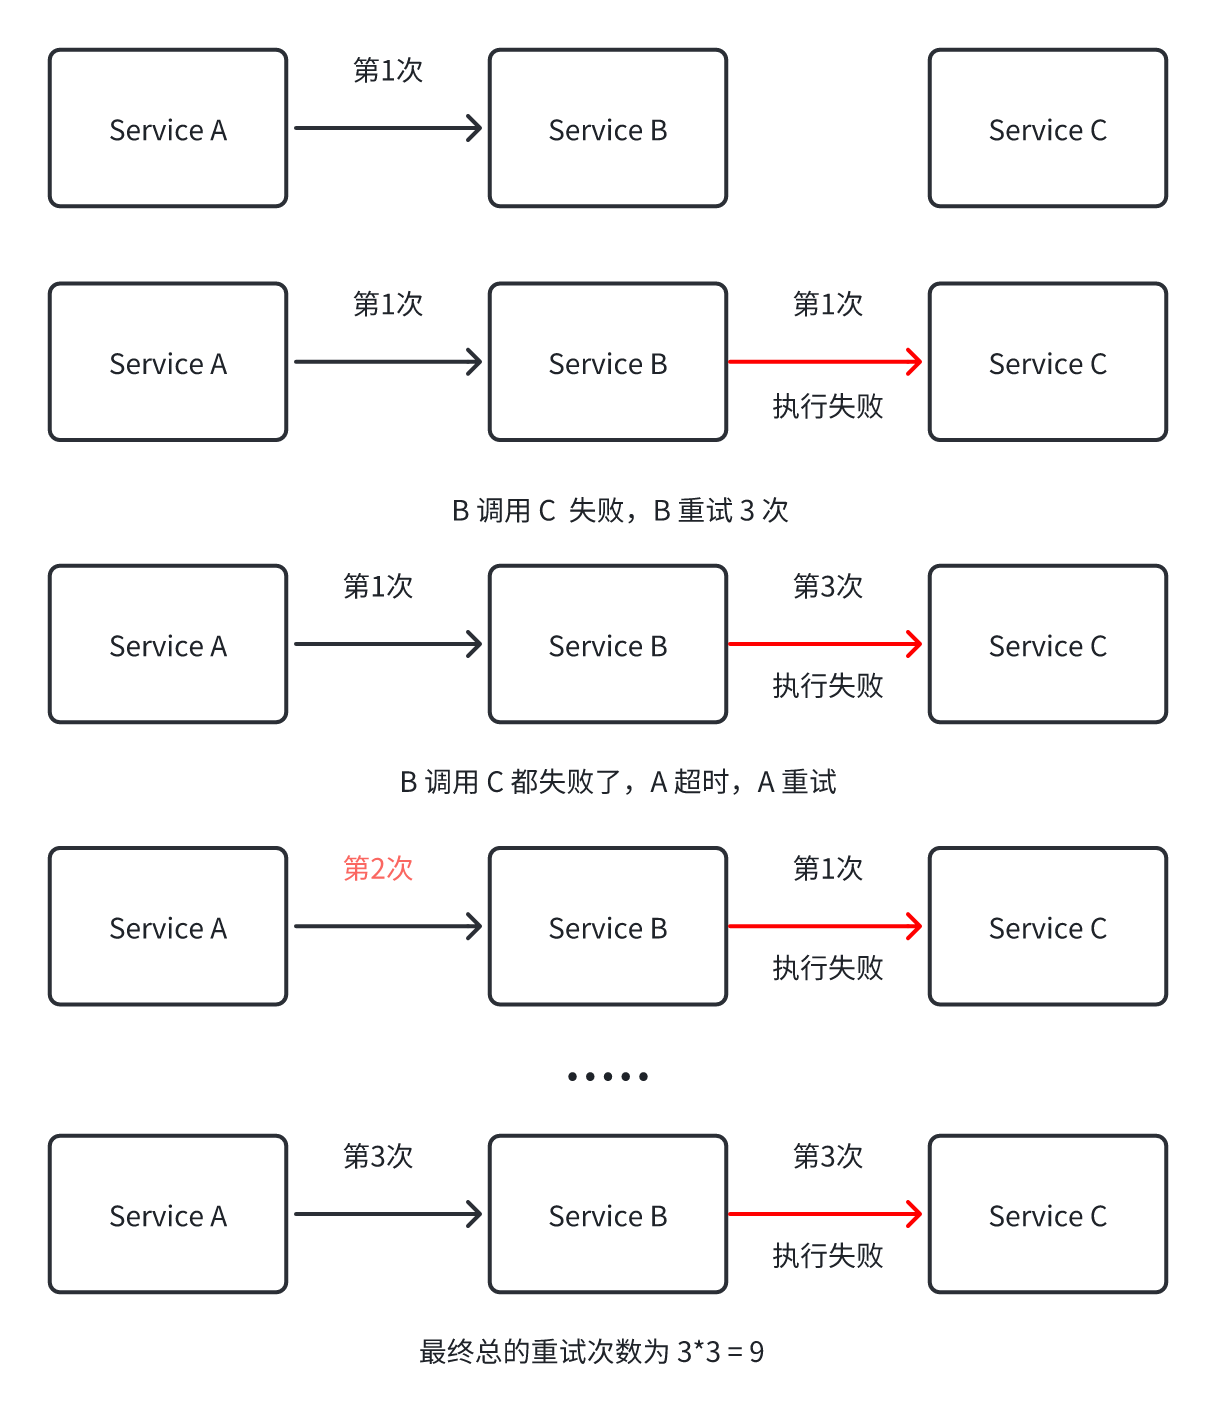 第1次
Service A
Service B
Service C
第1次
第1次
Service A
Service B
Service C
执行失败
B 调用 C 失败，B 重试 3 次
第1次
第3次
Service A
Service B
Service C
执行失败
B 调用 C 都失败了，A 超时，A 重试
第2次
第1次
Service A
Service B
Service C
执行失败
•••••
第3次
第3次
Service A
Service B
Service C
执行失败
最终总的重试次数为 3*3 = 9